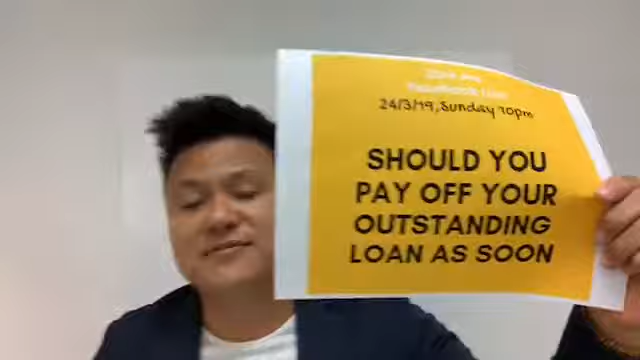 24/3/19, Sunday 10pm
SHOULD YOU
PAY OFF YOUR
OUTSTANDING
LOAN AS SOON